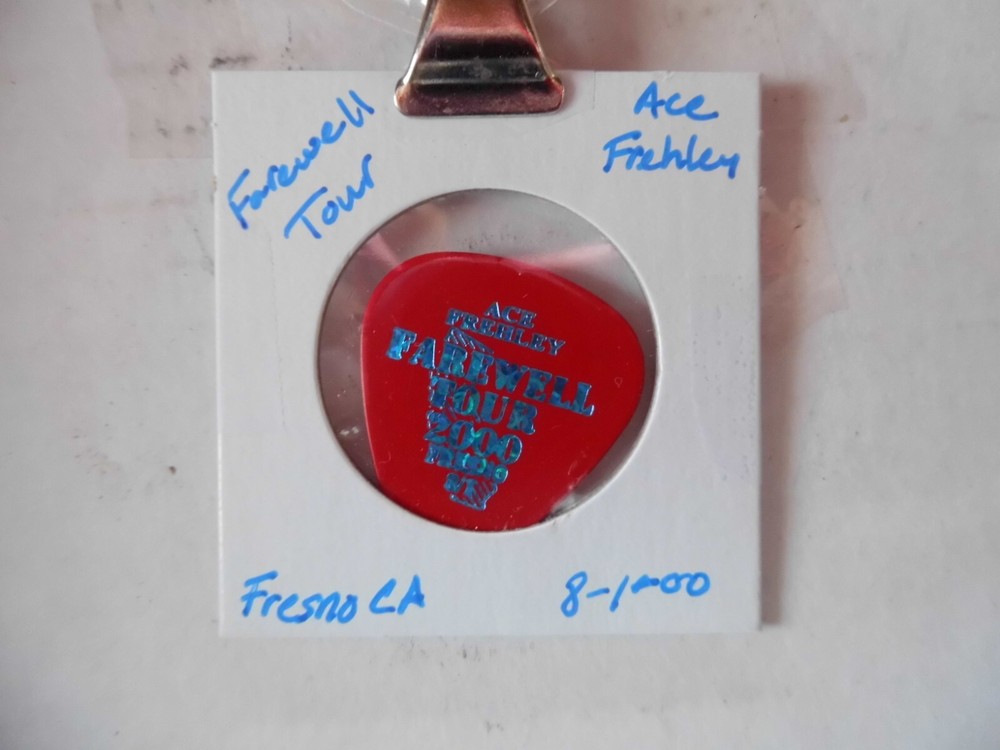 Farewell
Tour
Ace
Frehley
ACE
FREHLEY
FAREWELL
TOUR
2000
Fresno CA
8-1-00